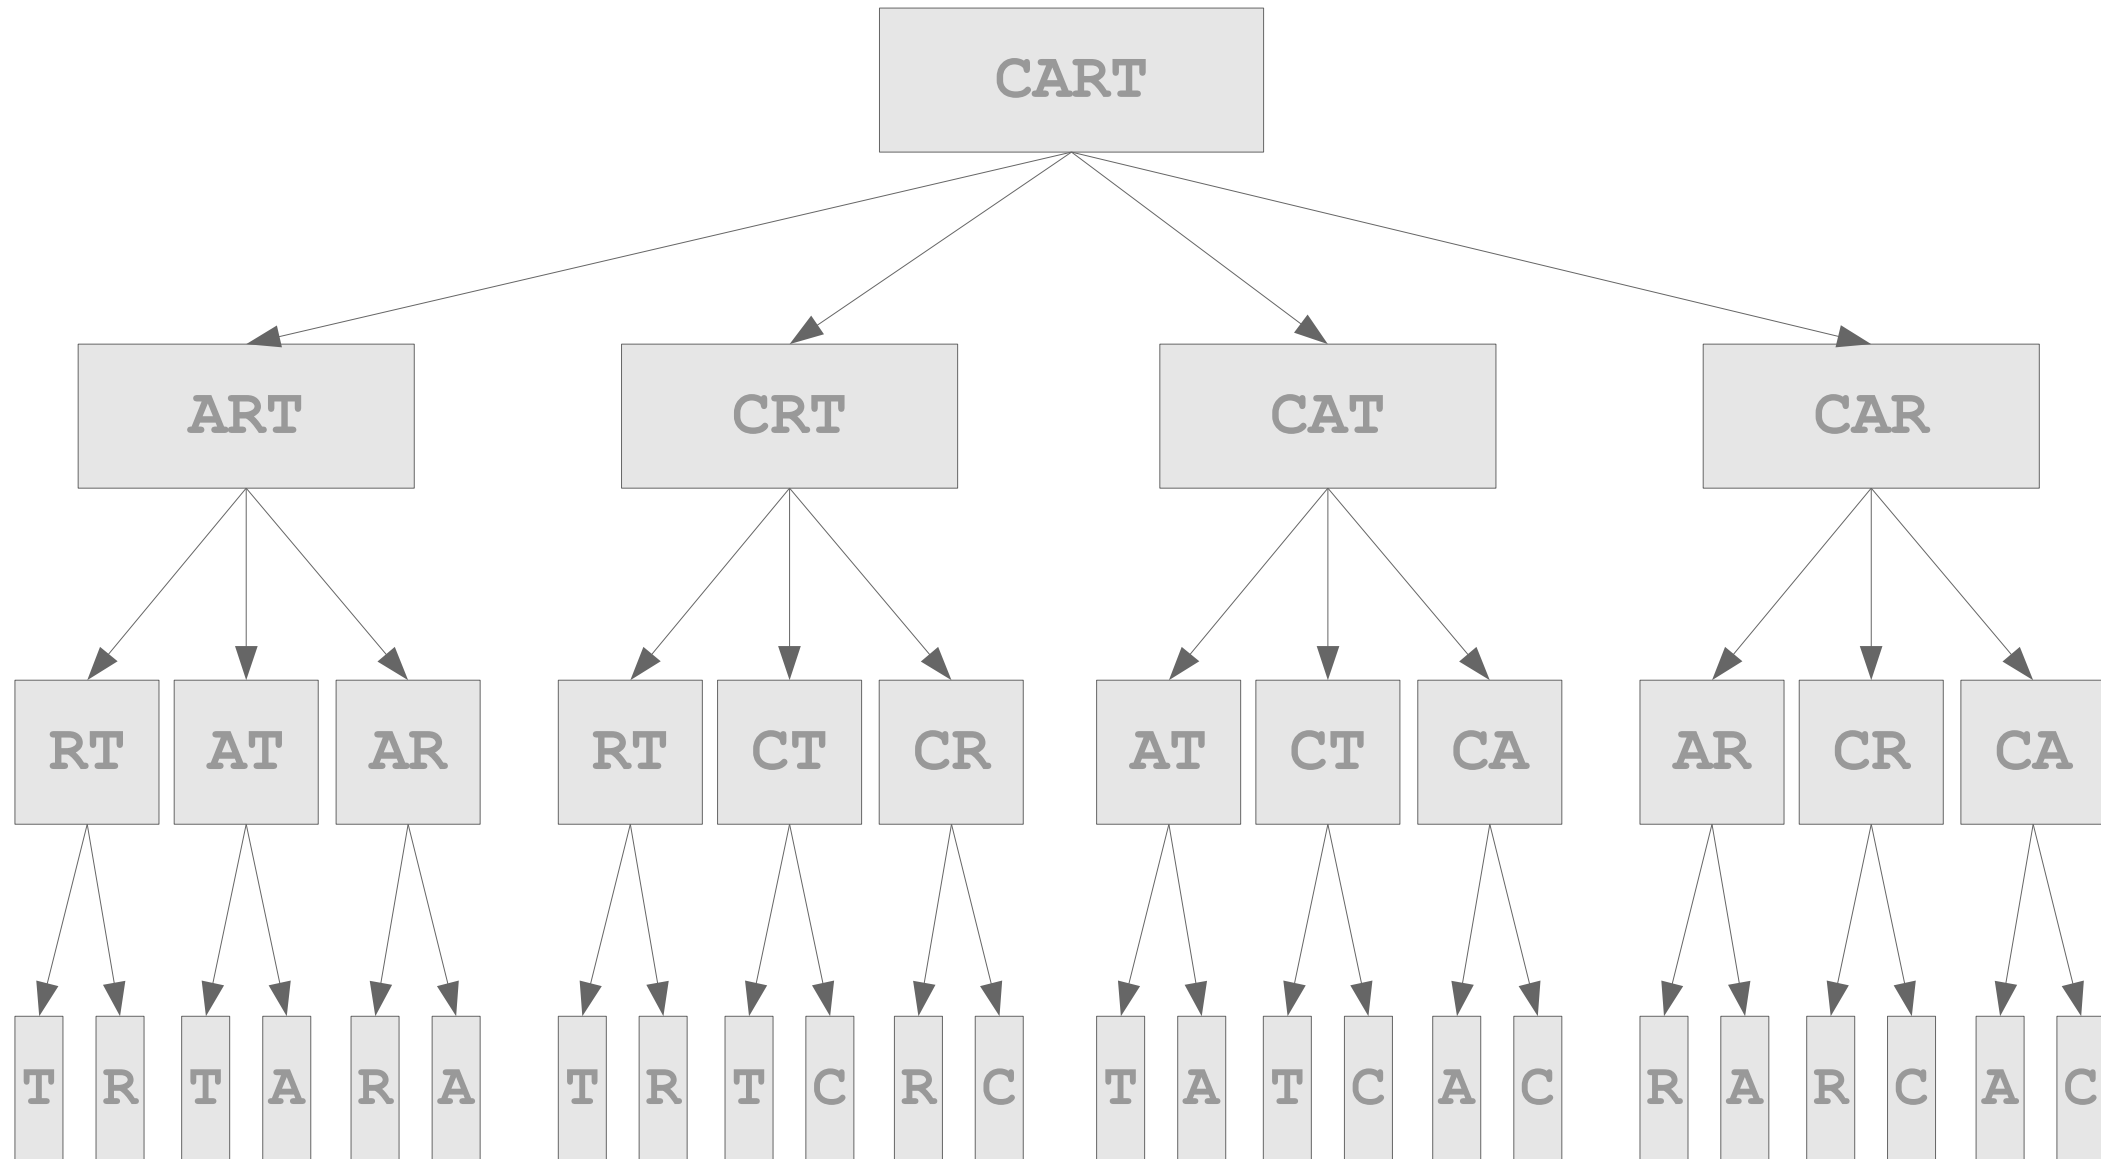 CART
ART CRT CAT CAR
RT AT AR RT CT CR AT CT CA AR CR CA
T R T A R A T R T C R C T A T C A C R A R C A C